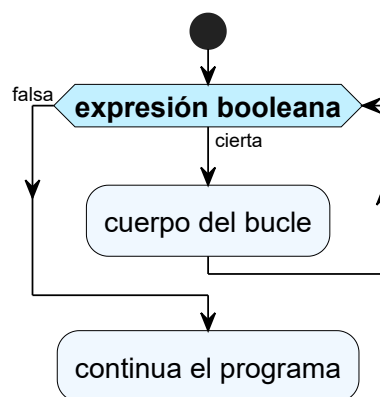 falsa
expresión booleana
cierta
cuerpo del bucle
continua el programa